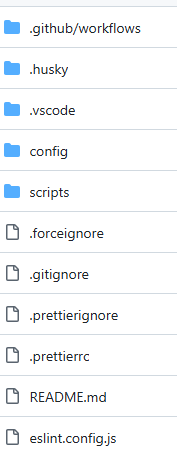 .github/workflows
.husky
.vscode
config
scripts
.forceignore
.gitignore
.prettierignore
.prettierrc
README.md
eslint.config.js